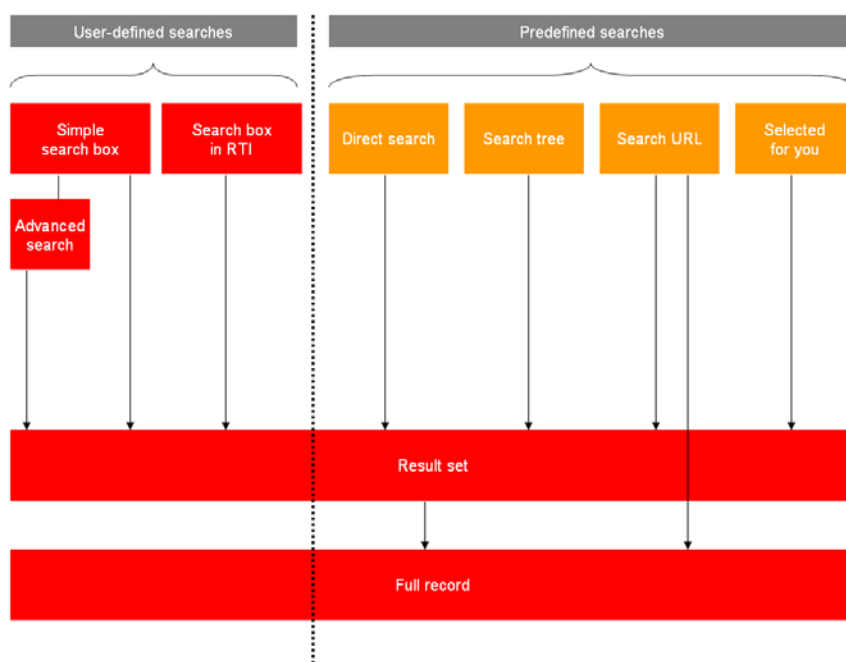 User-defined searches
Predefined searches
Simple
search box
Search box
in RTI
Direct search
Search tree
Search URL
Selected
for you
Advanced
search
Result set
Full record